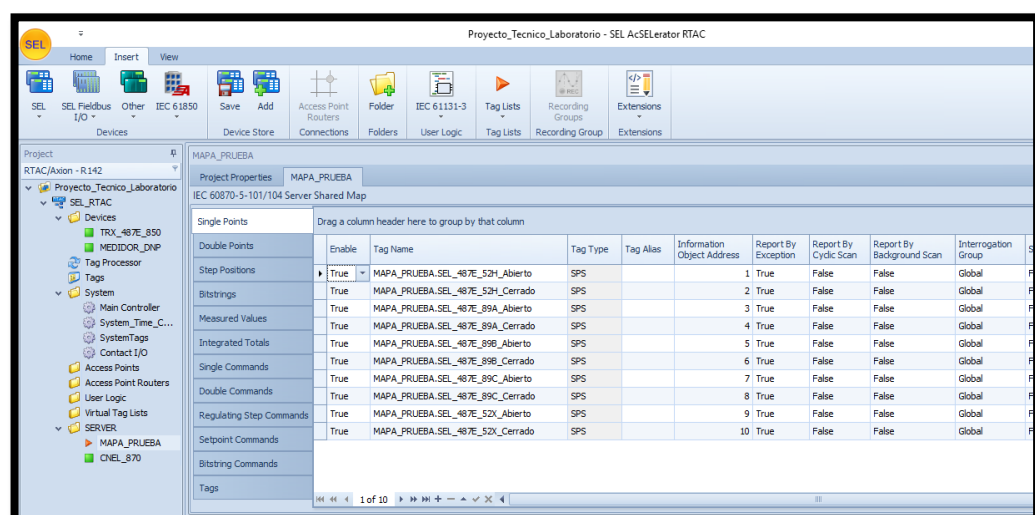 Proyecto_Tecnico_Laboratorio - SEL AcSELerator RTAC
SEL
Home Insert View
SEL
SEL Fieldbus I/O
Other
IEC 61850
Save
Add
Access Point Routers
Folder
IEC 61131-3
Tag Lists
REC
Recording Groups
Extensions
Devices Device Store Connections Folders User Logic Tag Lists Recording Group Extensions
Project
RTAC/Axion - R142
Proyecto_Tecnico_Laboratorio
SEL_RTAC
Devices
TRX_487E_850
MEDIDOR_DNP
Tag Processor
Tags
System
Main Controller
System_Time_C...
SystemTags
Contact I/O
Access Points
Access Point Routers
User Logic
Virtual Tag Lists
SERVER
MAPA_PRUEBA
CNEL_870
MAPA_PRUEBA
Project Properties MAPA_PRUEBA
IEC 60870-5-101/104 Server Shared Map
Single Points
Double Points
Step Positions
Bitstrings
Measured Values
Integrated Totals
Single Commands
Double Commands
Regulating Step Commands
Setpoint Commands
Bitstring Commands
Tags
Drag a column header here to group by that column
Enable Tag Name Tag Type Tag Alias Information Object Address Report By Exception Report By Cyclic Scan Report By Background Scan Interrogation Group S
True MAPA_PRUEBA.SEL_487E_52H_Abierto SPS 1 True False False Global F
True MAPA_PRUEBA.SEL_487E_52H_Cerrado SPS 2 True False False Global F
True MAPA_PRUEBA.SEL_487E_89A_Abierto SPS 3 True False False Global F
True MAPA_PRUEBA.SEL_487E_89A_Cerrado SPS 4 True False False Global F
True MAPA_PRUEBA.SEL_487E_89B_Abierto SPS 5 True False False Global F
True MAPA_PRUEBA.SEL_487E_89B_Cerrado SPS 6 True False False Global F
True MAPA_PRUEBA.SEL_487E_89C_Abierto SPS 7 True False False Global F
True MAPA_PRUEBA.SEL_487E_89C_Cerrado SPS 8 True False False Global F
True MAPA_PRUEBA.SEL_487E_52X_Abierto SPS 9 True False False Global F
True MAPA_PRUEBA.SEL_487E_52X_Cerrado SPS 10 True False False Global F
1 of 10